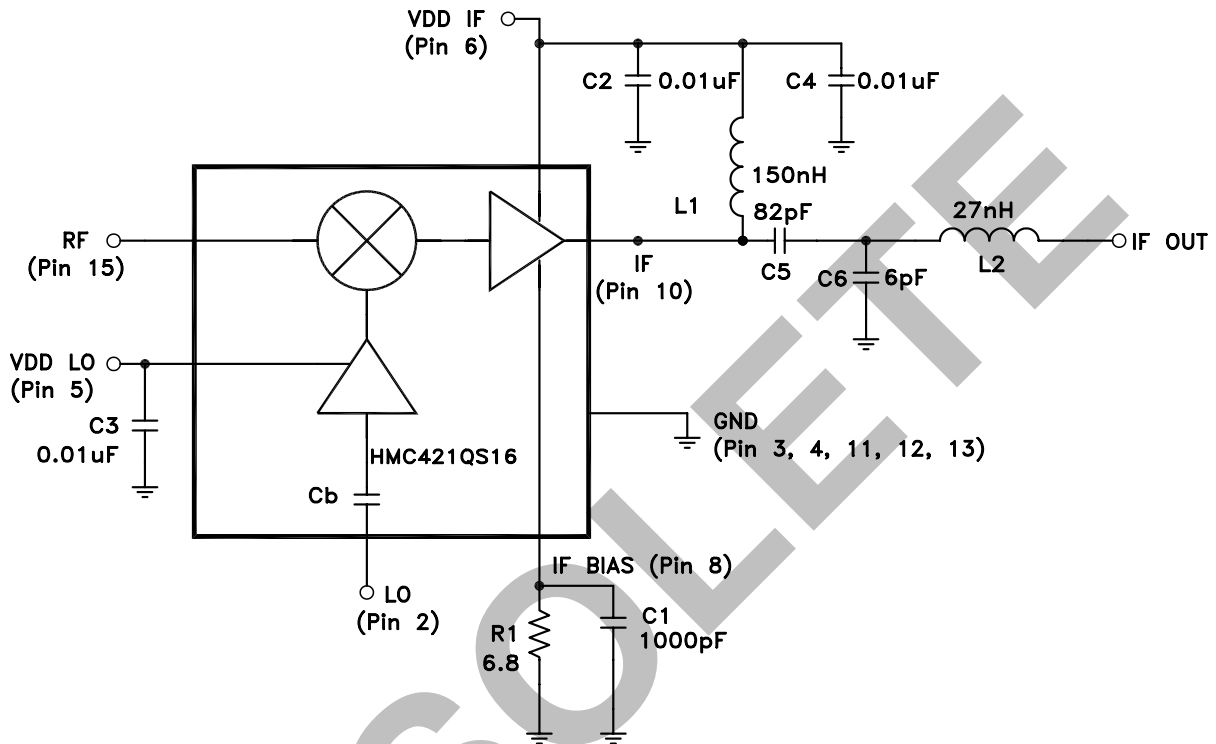 VDD IF
(Pin 6)
C2
0.01uF
C4
0.01uF
150nH
L1
82pF
27nH
RF
(Pin 15)
IF
(Pin 10)
C5
C6
6pF
L2
IF OUT
VDD LO
(Pin 5)
C3
0.01uF
GND
(Pin 3, 4, 11, 12, 13)
HMC421QS16
Cb
LO
(Pin 2)
IF BIAS (Pin 8)
R1
6.8
C1
1000pF
SOLETE